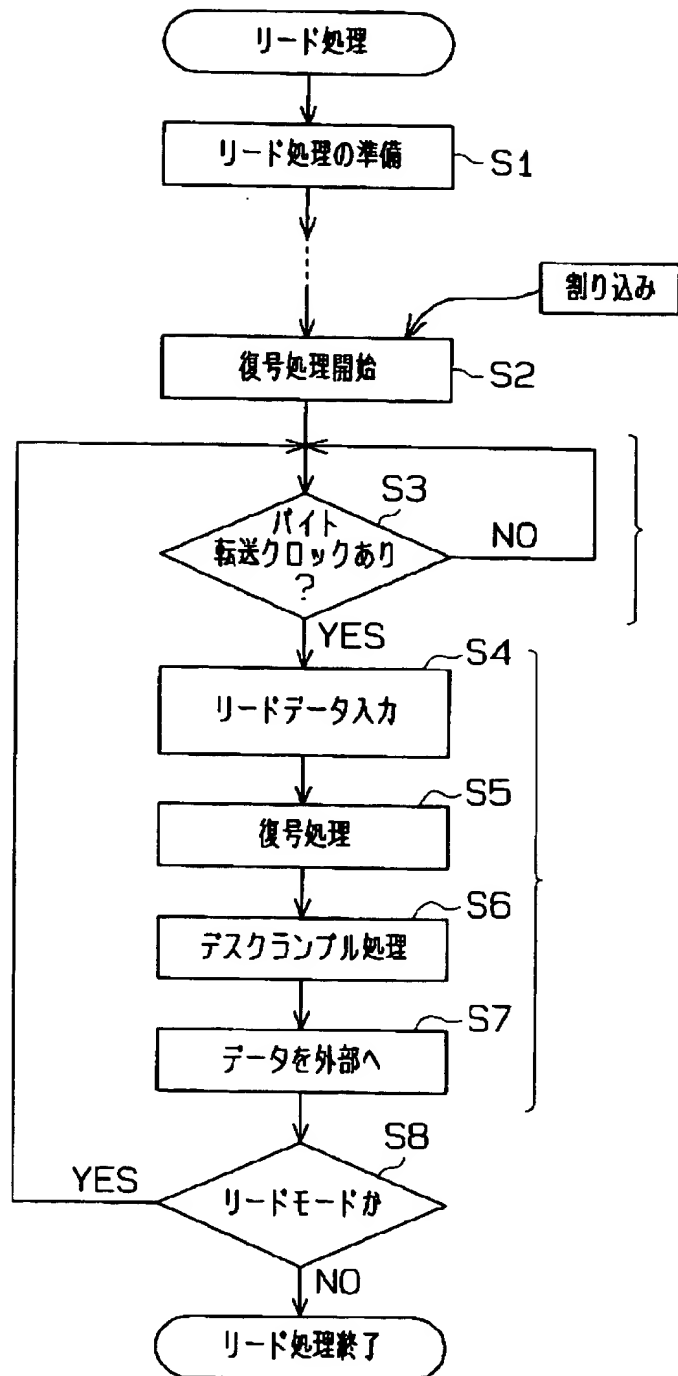 リード処理
リード処理の準備
S1
割り込み
復号処理開始
S2
S3
バイト
転送クロックあり
?
NO
YES
S4
リードデータ入力
S5
復号処理
S6
デスクランブル処理
S7
データを外部へ
S8
YES
リードモードか
NO
リード処理終了